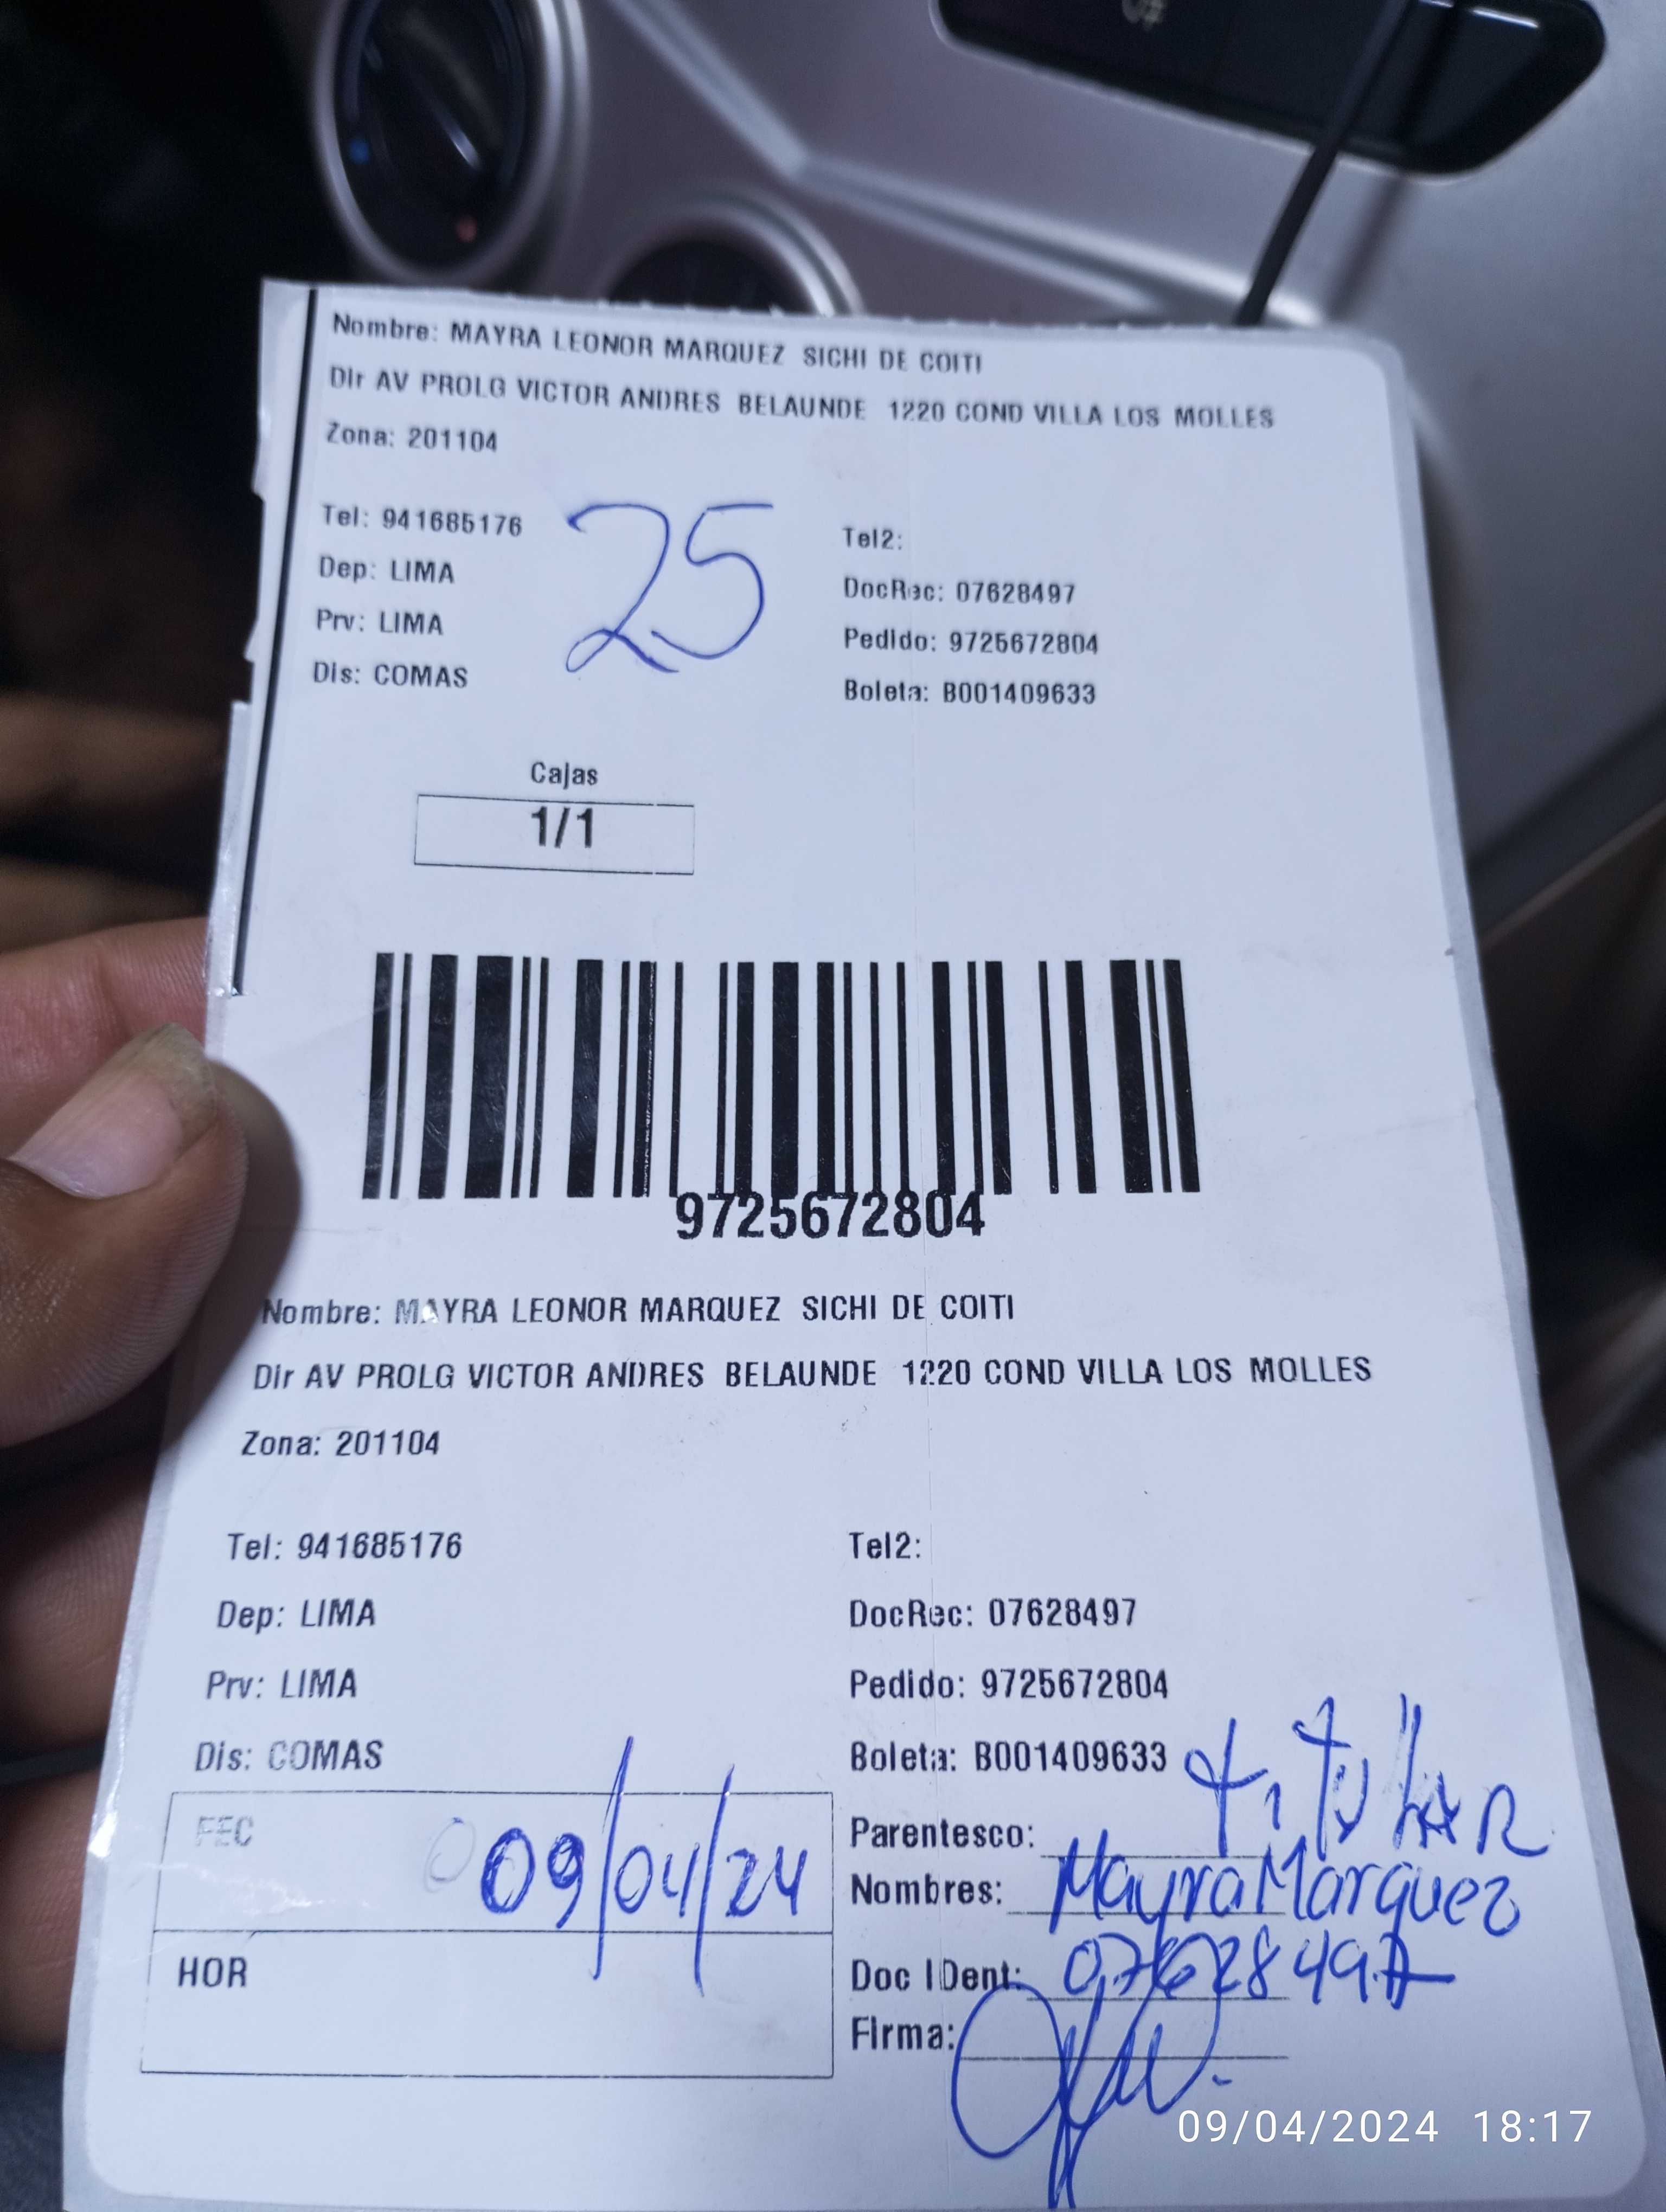 Nombre: MAYRA LEONOR MARQUEZ SICHI DE COITI
Dir AV PROLG VICTOR ANDRES BELAUNDE 1220 COND VILLA LOS MOLLES
Zona: 201104
Tel: 941685176
Tel2:
25
Dep: LIMA
DocRec: 07628497
Prv: LIMA
Pedido: 9725672804
Dis: COMAS
Boleta: B001409633
Cajas
1/1
9725672804
Nombre: MAYRA LEONOR MARQUEZ SICHI DE COITI
Dir AV PROLG VICTOR ANDRES BELAUNDE 1220 COND VILLA LOS MOLLES
Zona: 201104
Tel: 941685176
Tel2:
Dep: LIMA
DocRec: 07628497
Prv: LIMA
Pedido: 9725672804
Dis: COMAS
Boleta: B001409633
FEC 09/04/24
Parentesco: tiTuLAR
Nombres: Mayra Marquez
HOR
Doc IDent: 07628497
Firma:
09/04/2024 18:17